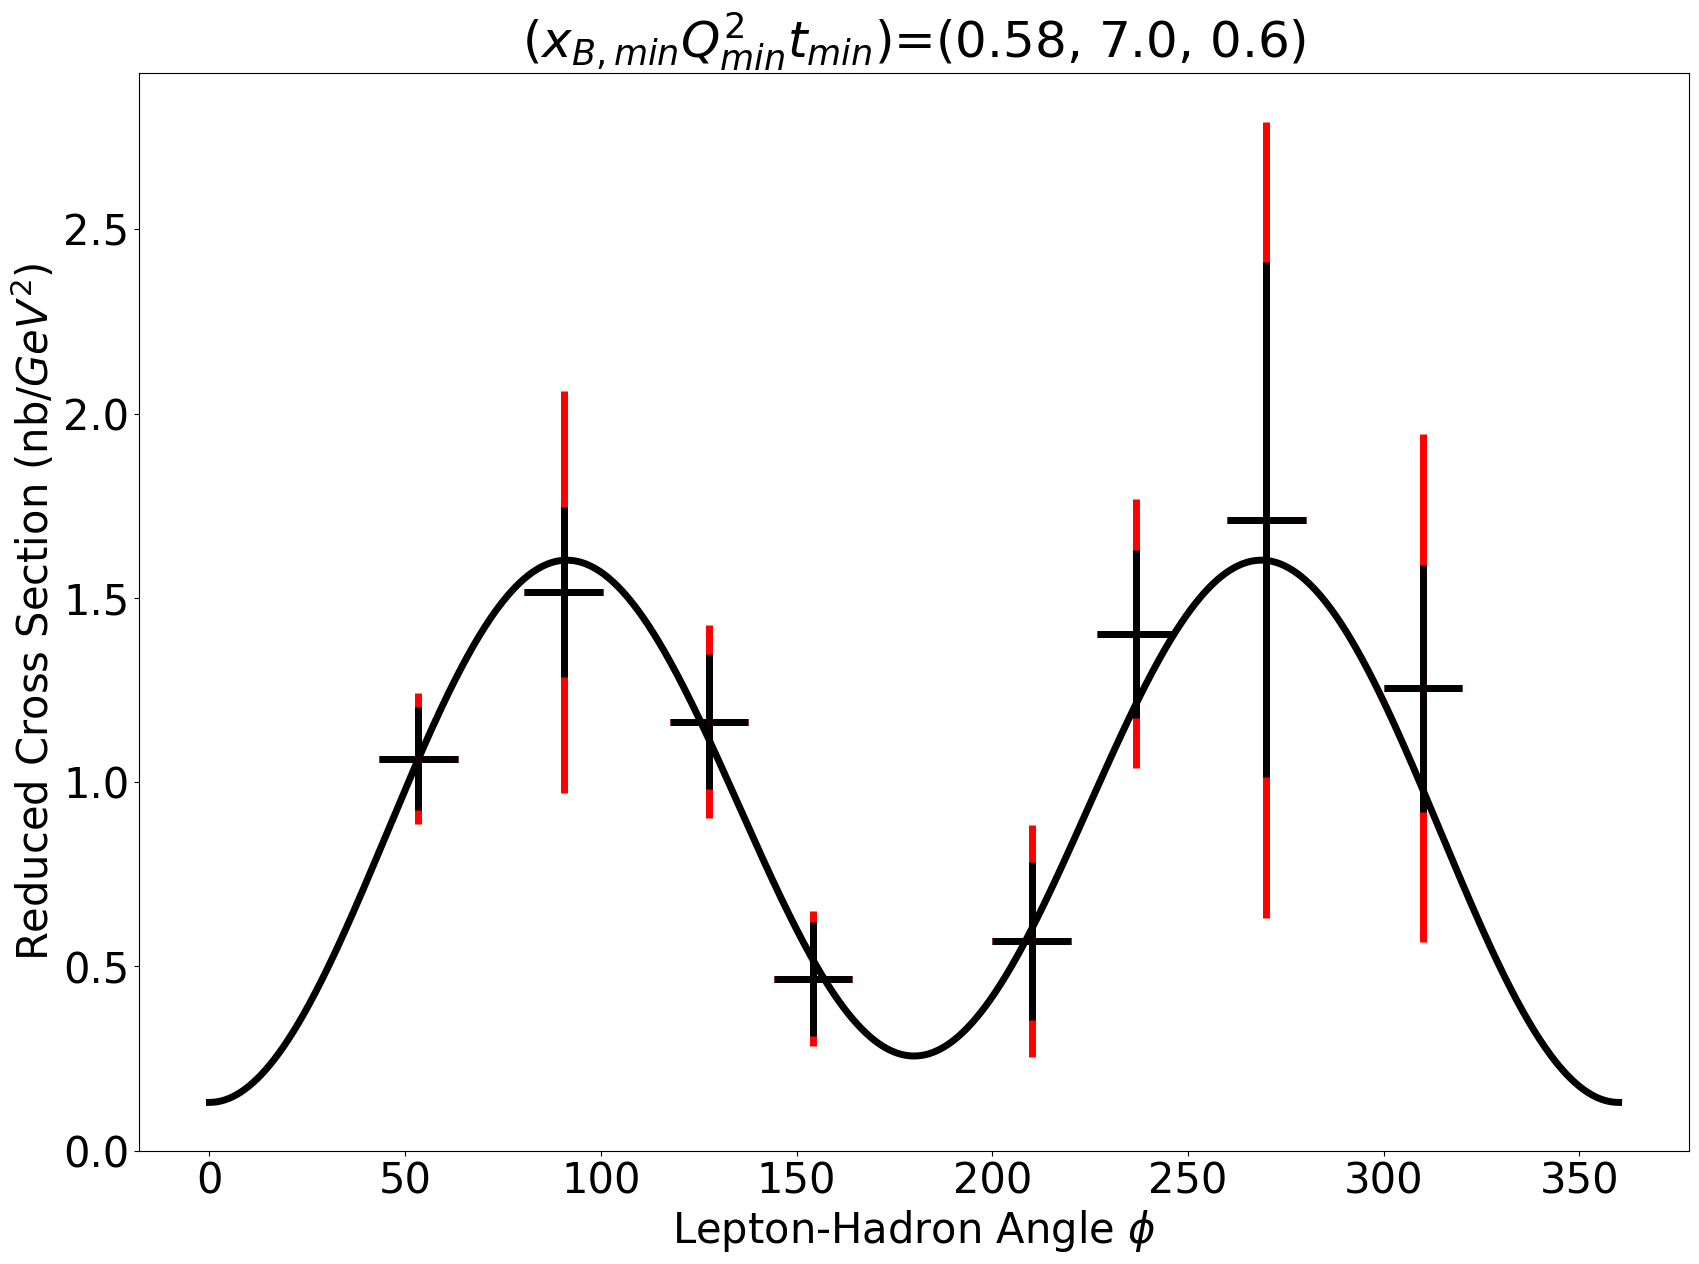 (x_{B,min}Q^2_{min}t_{min})=(0.58, 7.0, 0.6)
Reduced Cross Section (nb/GeV^2)
2.5
2.0
1.5
1.0
0.5
0.0
0 50 100 150 200 250 300 350
Lepton-Hadron Angle ϕ